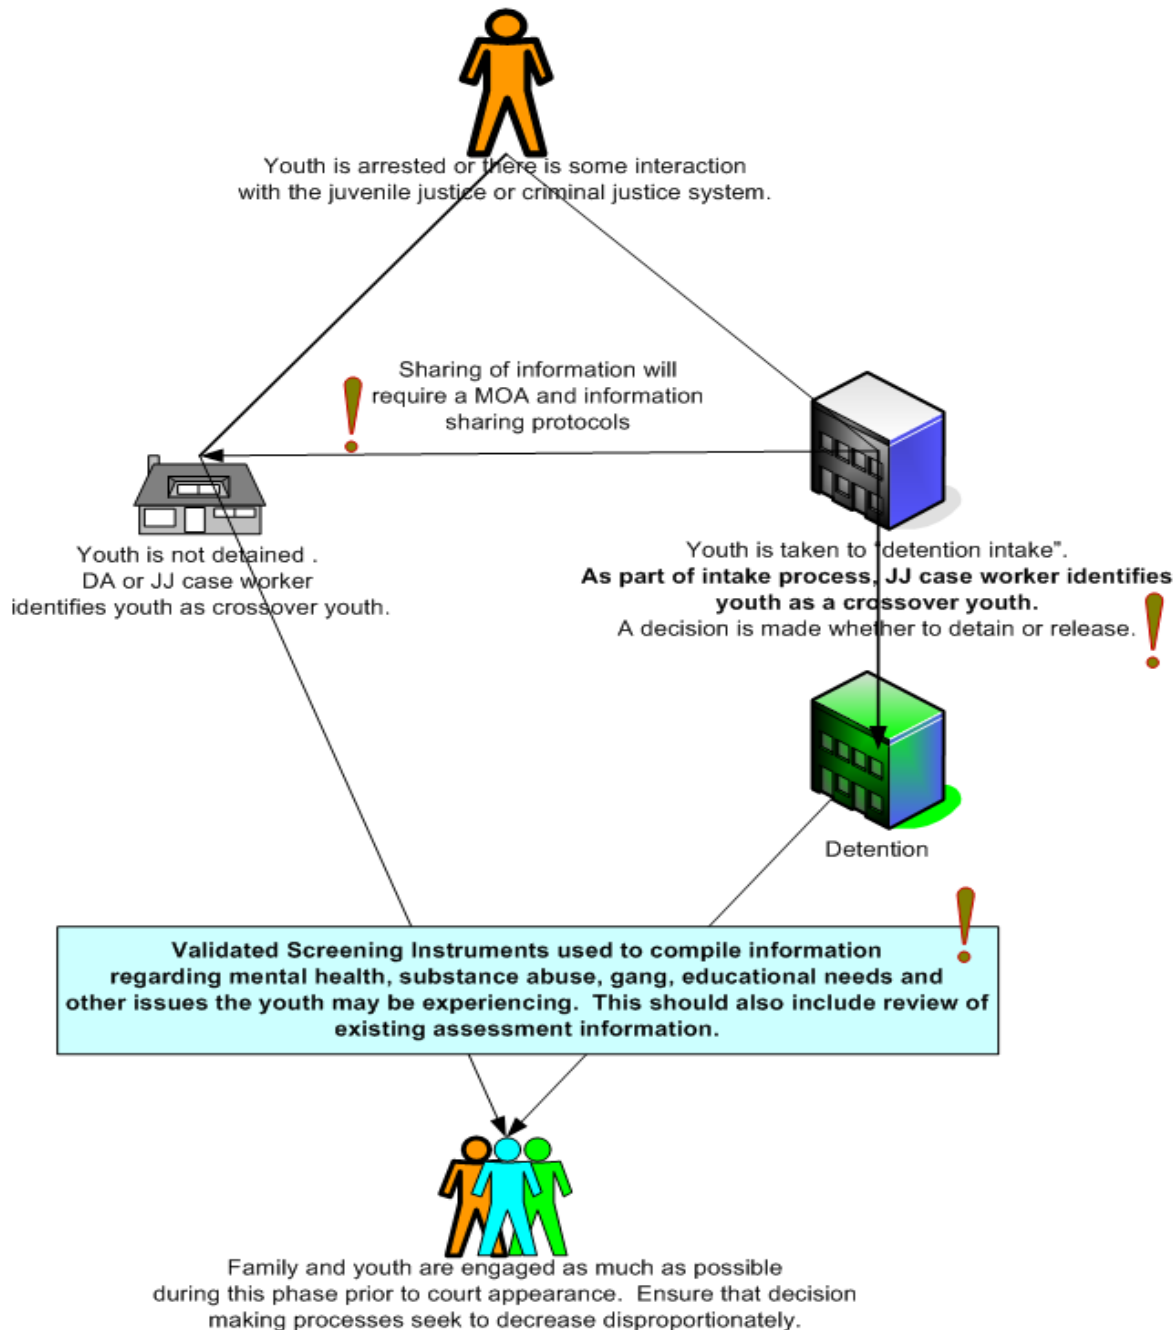 Youth is arrested or there is some interaction
with the juvenile justice or criminal justice system.
Sharing of information will
require a MOA and information
sharing protocols
Youth is not detained .
DA or JJ case worker
identifies youth as crossover youth.
Youth is taken to “detention intake”.
As part of intake process, JJ case worker identifies
youth as a crossover youth.
A decision is made whether to detain or release.
Detention
Validated Screening Instruments used to compile information
regarding mental health, substance abuse, gang, educational needs and
other issues the youth may be experiencing.  This should also include review of
existing assessment information.
Family and youth are engaged as much as possible
during this phase prior to court appearance.  Ensure that decision
making processes seek to decrease disproportionately.